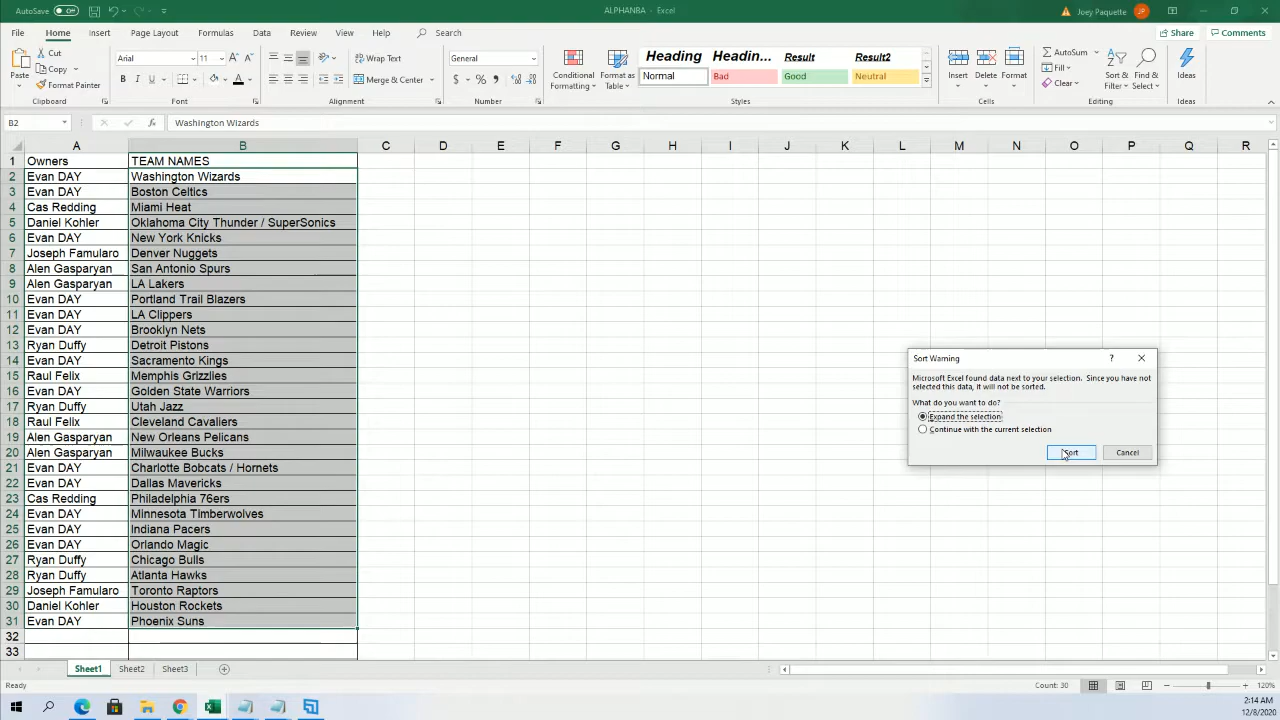 AutoSave Off
ALPHANBA - Excel
Joey Paquette JP
File Home Insert Page Layout Formulas Data Review View Help Search Share Comments
Paste Cut Copy Format Painter Clipboard
Arial 11 Font
Wrap Text Merge & Center Alignment
General Number
Conditional Formatting Format as Table
Heading Headin... Result Result2
Normal Bad Good Neutral
Styles
Insert Delete Format Cells
AutoSum Fill Clear Sort & Filter Find & Select Editing
Ideas Ideas
B2 Washington Wizards
A B C D E F G H I J K L M N O P Q R
1 Owners TEAM NAMES
2 Evan DAY Washington Wizards
3 Evan DAY Boston Celtics
4 Cas Redding Miami Heat
5 Daniel Kohler Oklahoma City Thunder / SuperSonics
6 Evan DAY New York Knicks
7 Joseph Famularo Denver Nuggets
8 Alen Gasparyan San Antonio Spurs
9 Alen Gasparyan LA Lakers
10 Evan DAY Portland Trail Blazers
11 Evan DAY LA Clippers
12 Evan DAY Brooklyn Nets
13 Ryan Duffy Detroit Pistons
14 Evan DAY Sacramento Kings
15 Raul Felix Memphis Grizzlies
16 Evan DAY Golden State Warriors
17 Ryan Duffy Utah Jazz
18 Raul Felix Cleveland Cavaliers
19 Alen Gasparyan New Orleans Pelicans
20 Alen Gasparyan Milwaukee Bucks
21 Evan DAY Charlotte Bobcats / Hornets
22 Evan DAY Dallas Mavericks
23 Cas Redding Philadelphia 76ers
24 Evan DAY Minnesota Timberwolves
25 Evan DAY Indiana Pacers
26 Evan DAY Orlando Magic
27 Ryan Duffy Chicago Bulls
28 Ryan Duffy Atlanta Hawks
29 Joseph Famularo Toronto Raptors
30 Daniel Kohler Houston Rockets
31 Evan DAY Phoenix Suns
32
33
Sort Warning
Microsoft Excel found data next to your selection. Since you have not
selected this data, it will not be sorted.
What do you want to do?
Expand the selection
Continue with the current selection
Sort Cancel
Sheet1 Sheet2 Sheet3
Ready Count: 30 120%
2:14 AM
12/8/2020